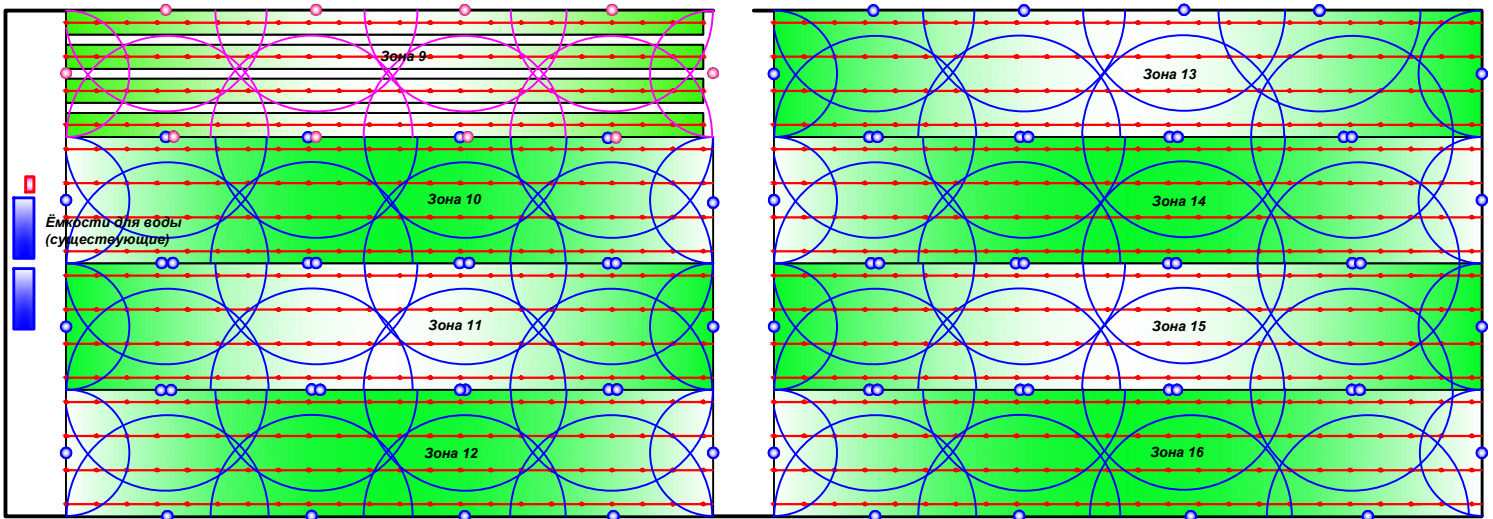 Зона 9
Зона 13
Зона 10
Зона 14
Ёмкости для воды
(существующие)
Зона 11
Зона 15
Зона 12
Зона 16